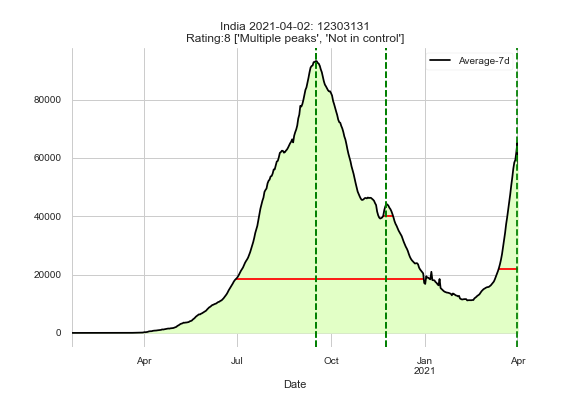 India 2021-04-02: 12303131
Rating:8 ['Multiple peaks', 'Not in control']
Average-7d
80000
60000
40000
20000
0
Apr Jul Oct Jan Apr
2021
Date